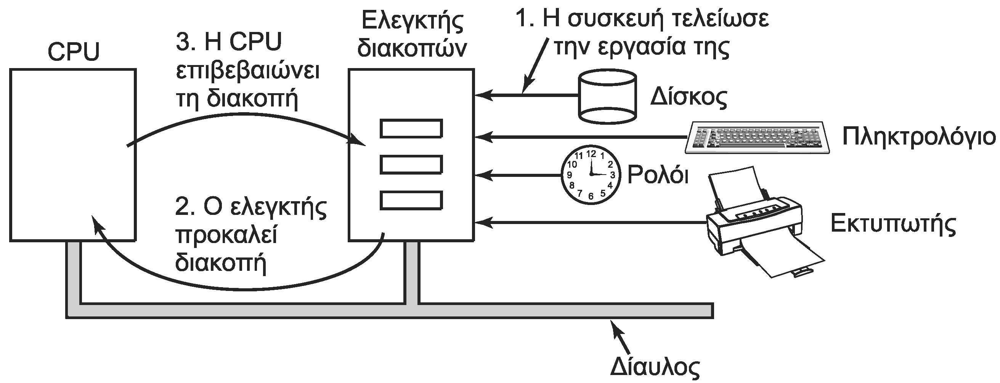 CPU
3. Η CPU
επιβεβαιώνει
τη διακοπή
Ελεγκτής
διακοπών
1. Η συσκευή τελείωσε
την εργασία της
Δίσκος
Πληκτρολόγιο
11 12 1
10 2
9 3
8 4
7 6 5
Ρολόι
Εκτυπωτής
2. Ο ελεγκτής
προκαλεί
διακοπή
Δίαυλος